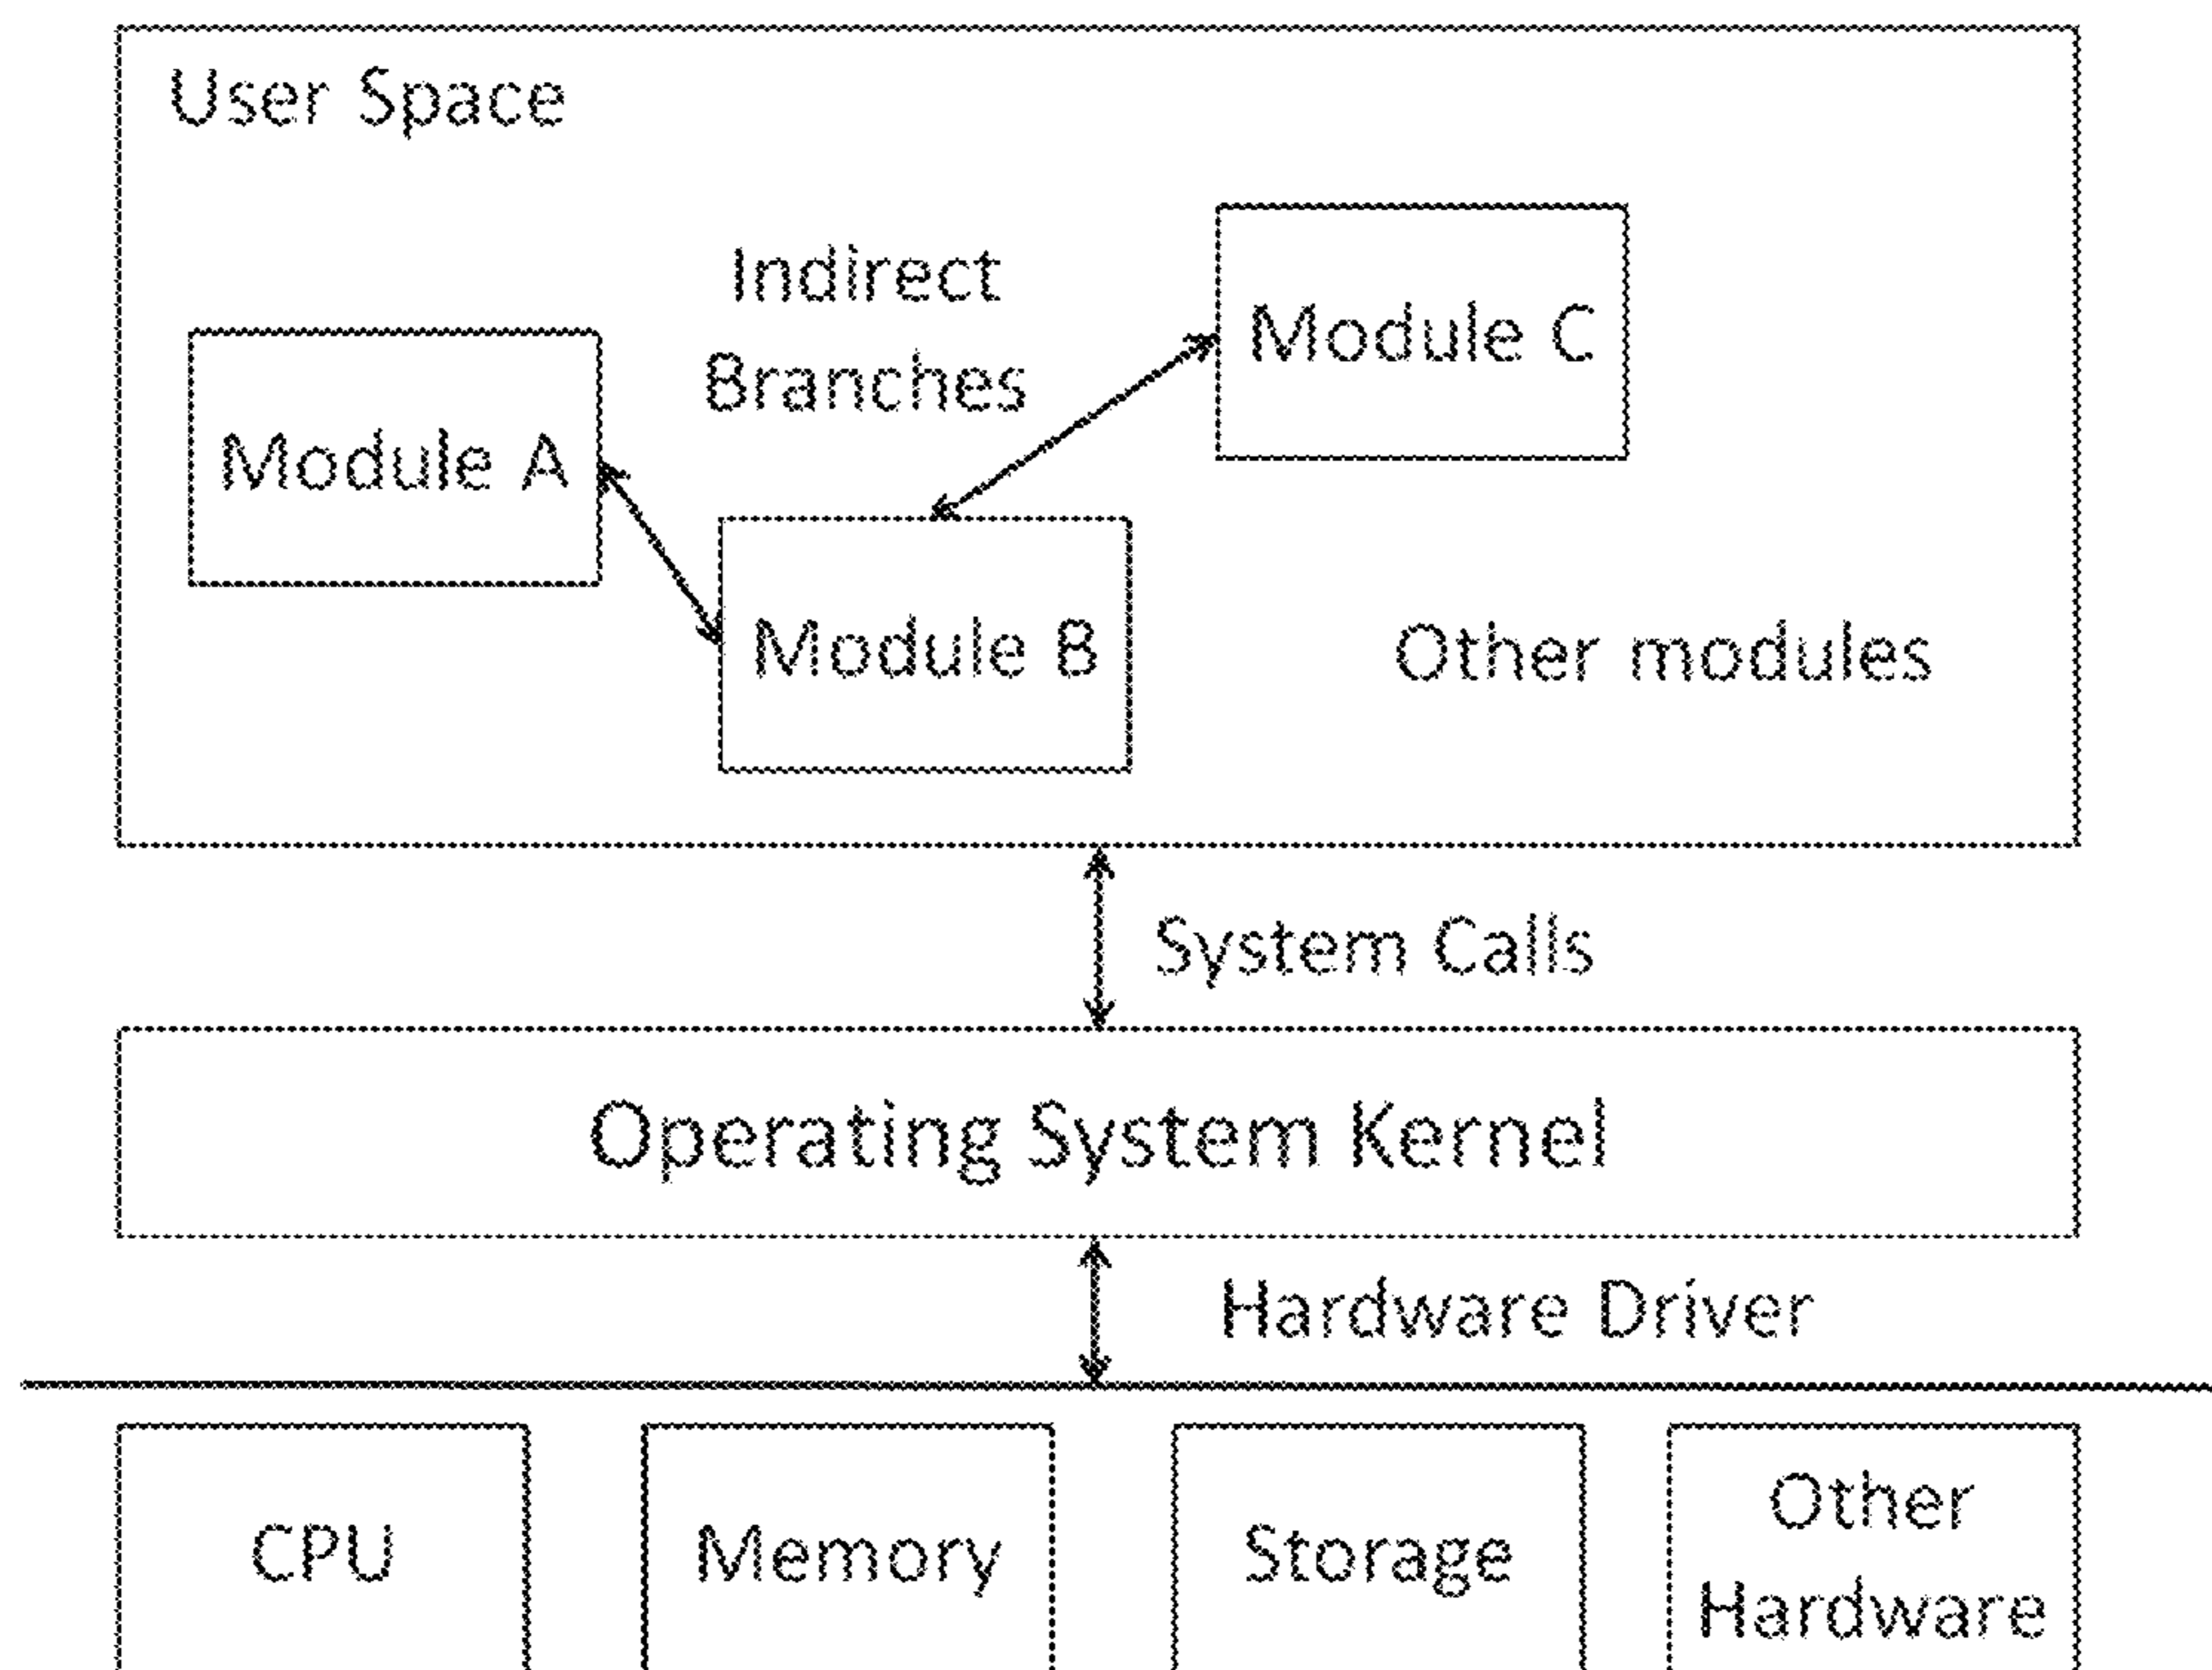 User Space
Indirect
Branches
Module C
Module A
Module B
Other modules
System Calls
Operating System Kernel
Hardware Driver
CPU
Memory
Storage
Other
Hardware